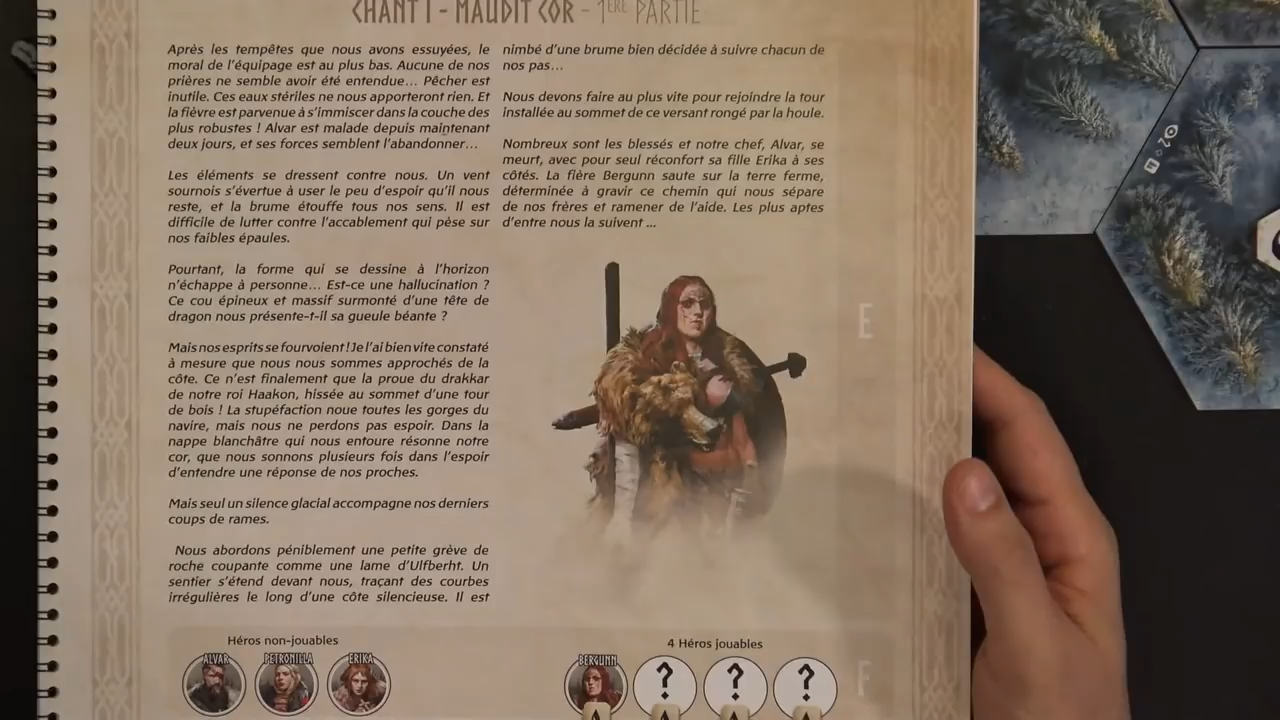 CHANT I - MAUDIT COR - 1ÈRE PARTIE
Après les tempêtes que nous avons essuyées, le
moral de l'équipage est au plus bas. Aucune de nos
prières ne semble avoir été entendue... Pêcher est
inutile. Ces eaux stériles ne nous apporteront rien. Et
la fièvre est parvenue à s'immiscer dans la couche des
plus robustes ! Alvar est malade depuis maintenant
deux jours, et ses forces semblent l'abandonner...
Les éléments se dressent contre nous. Un vent
sournois s'évertue à user le peu d'espoir qu'il nous
reste, et la brume étouffe tous nos sens. Il est
difficile de lutter contre l'accablement qui pèse sur
nos faibles épaules.
Pourtant, la forme qui se dessine à l'horizon
n'échappe à personne... Est-ce une hallucination ?
Ce cou épineux et massif surmonté d'une tête de
dragon nous présente-t-il sa gueule béante ?
Mais nos esprits se fourvoient ! Je l'ai bien vite constaté
à mesure que nous nous sommes approchés de la
côte. Ce n'est finalement que la proue du drakkar
de notre roi Haakon, hissée au sommet d'une tour
de bois ! La stupéfaction noue toutes les gorges du
navire, mais nous ne perdons pas espoir. Dans la
nappe blanchâtre qui nous entoure résonne notre
cor, que nous sonnons plusieurs fois dans l'espoir
d'entendre une réponse de nos proches.
Mais seul un silence glacial accompagne nos derniers
coups de rames.
Nous abordons péniblement une petite grève de
roche coupante comme une lame d'Ulfberht. Un
sentier s'étend devant nous, traçant des courbes
irrégulières le long d'une côte silencieuse. Il est
nimbé d'une brume bien décidée à suivre chacun de
nos pas...
Nous devons faire au plus vite pour rejoindre la tour
installée au sommet de ce versant rongé par la houle.
Nombreux sont les blessés et notre chef, Alvar, se
meurt, avec pour seul réconfort sa fille Erika à ses
côtés. La fière Bergunn saute sur la terre ferme,
déterminée à gravir ce chemin qui nous sépare
de nos frères et ramener de l'aide. Les plus aptes
d'entre nous la suivent ...
E
Héros non-jouables
ALVAR
PETRONILLA
ERIKA
4 Héros jouables
BERGUNN
?
?
?
F